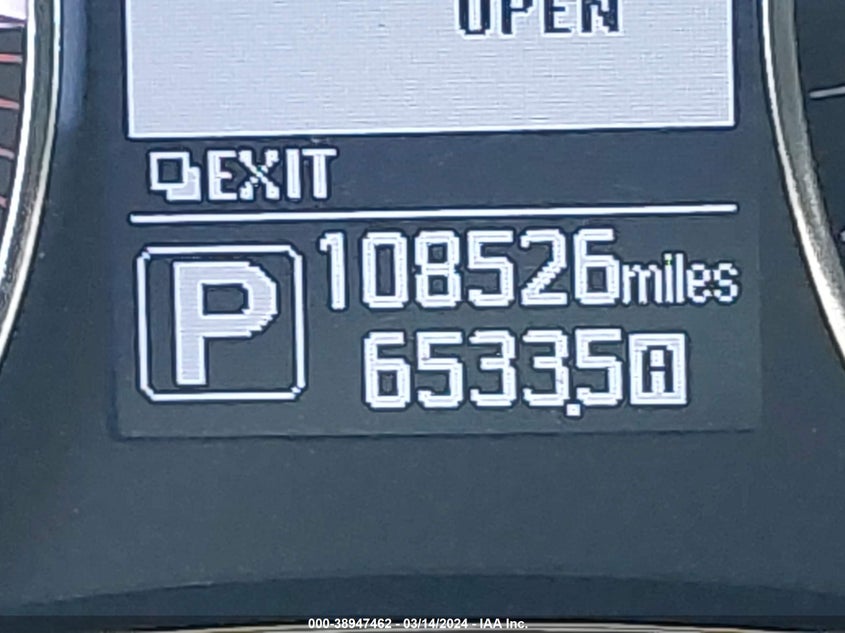 OPEN
EXIT
P
108526miles
6533.5A
000-38947462 - 03/14/2024 - IAA Inc.